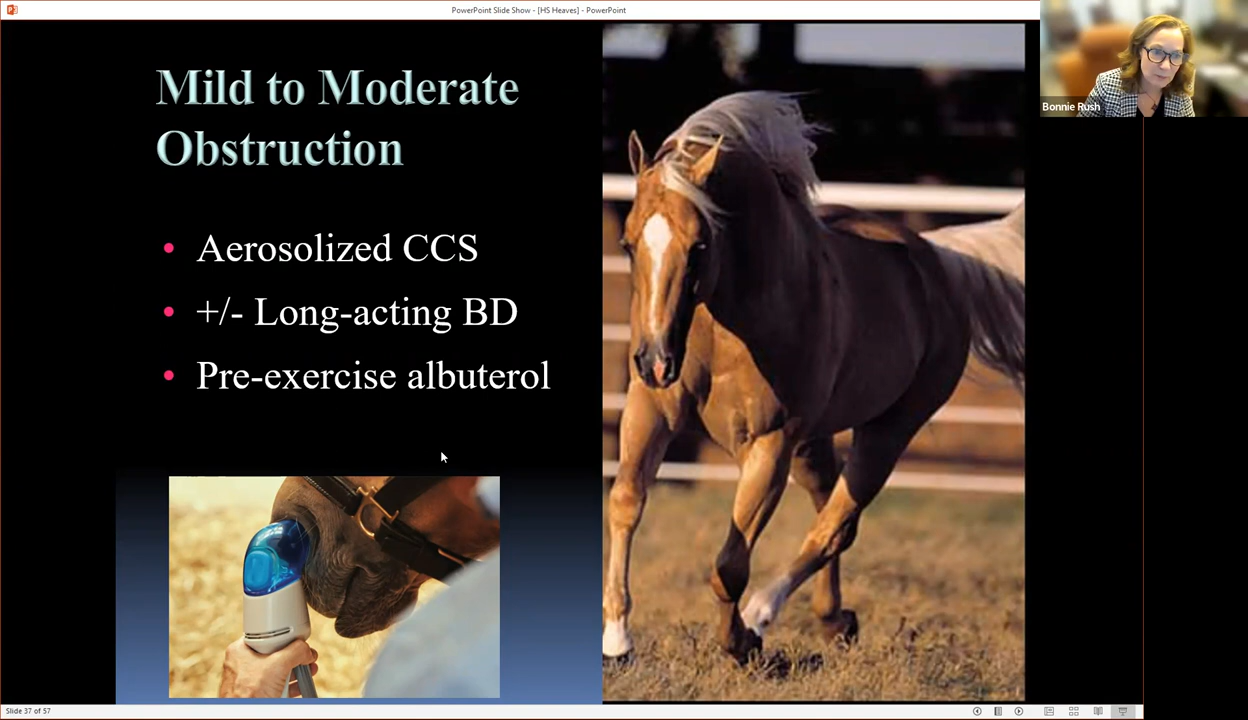 PowerPoint Slide Show - [HS Heaves] - PowerPoint
Mild to Moderate
Obstruction
• Aerosolized CCS
• +/- Long-acting BD
• Pre-exercise albuterol
Bonnie Rush
Slide 37 of 57